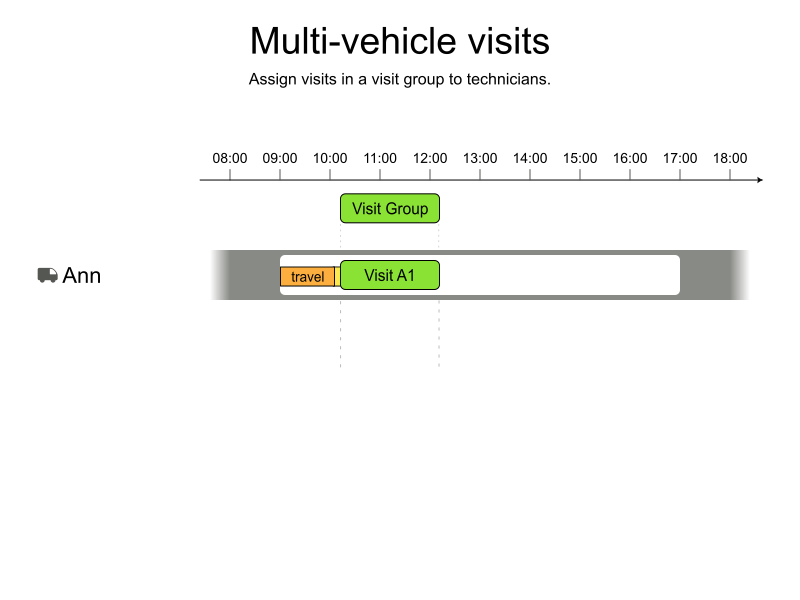 Multi-vehicle visits
Assign visits in a visit group to technicians.
08:00 09:00 10:00 11:00 12:00 13:00 14:00 15:00 16:00 17:00 18:00
Visit Group
Ann
travel
Visit A1